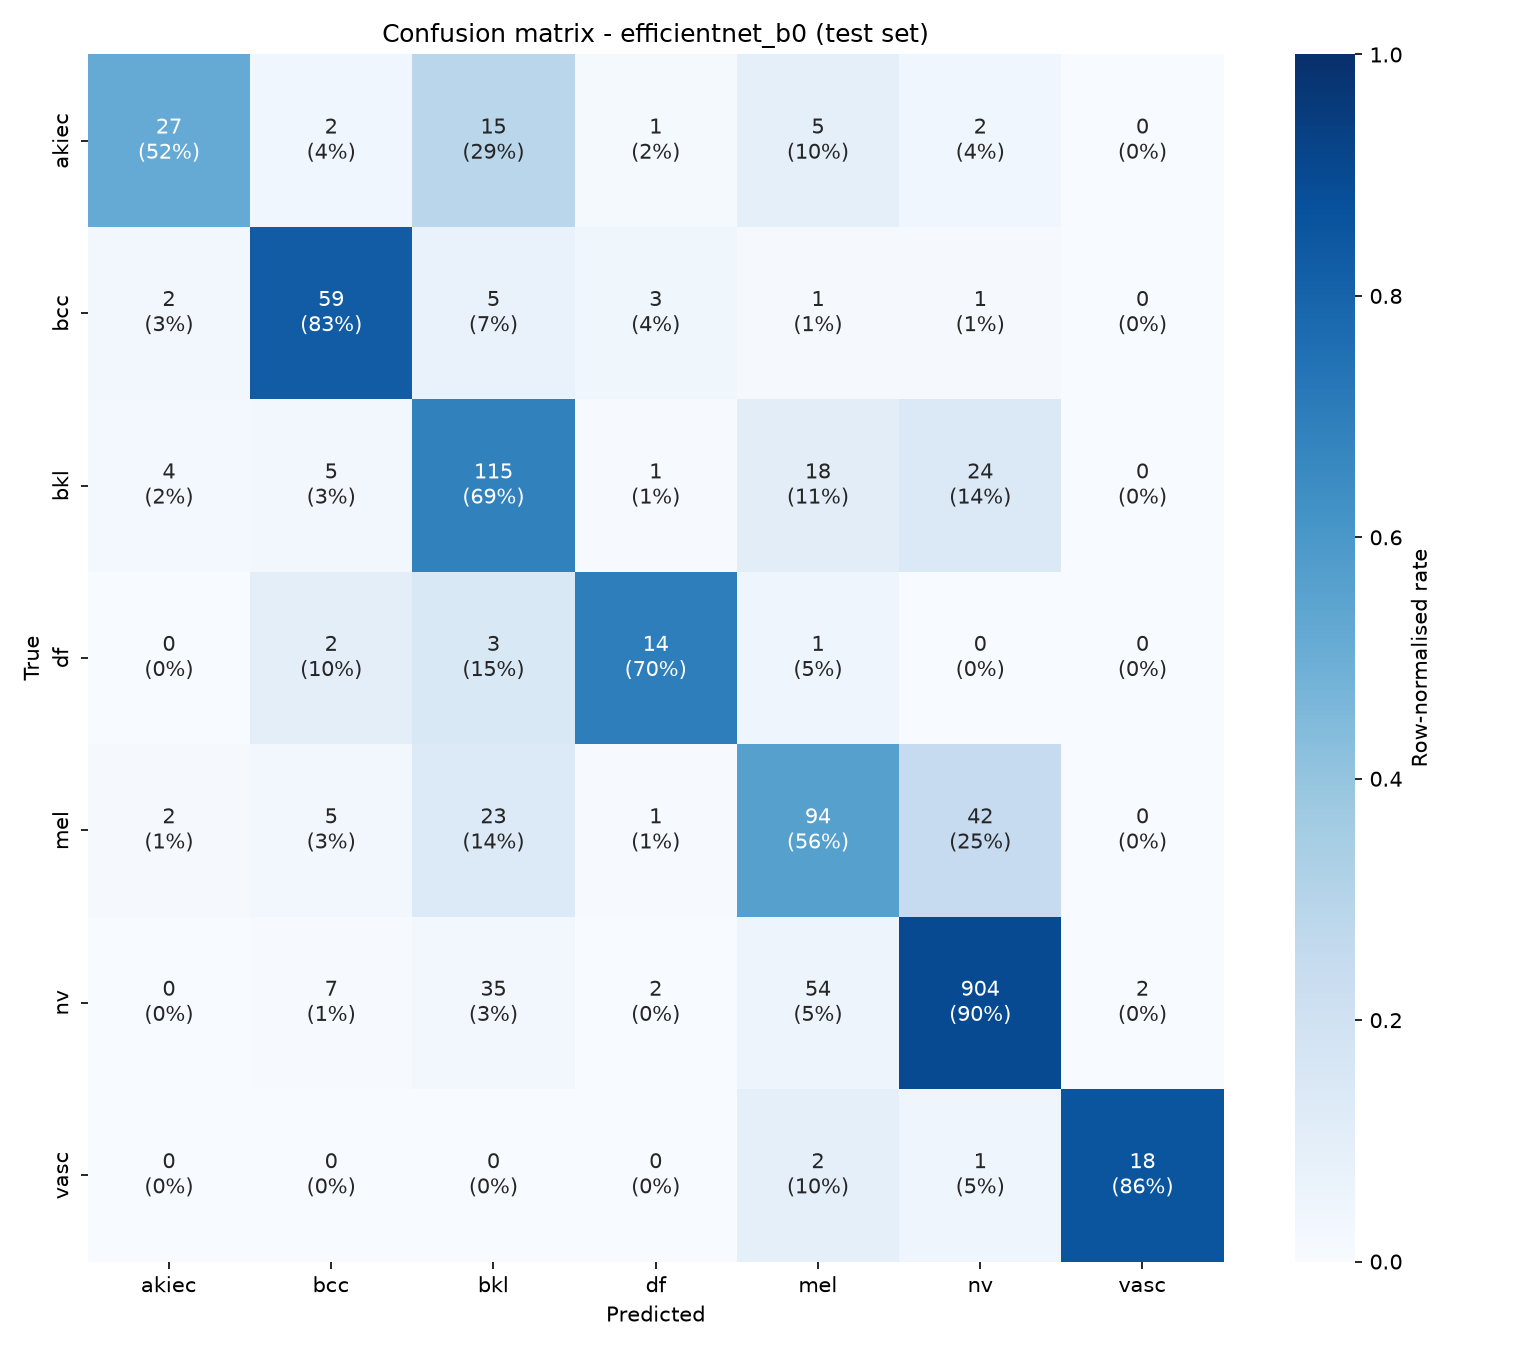 Confusion matrix - efficientnet_b0 (test set)
akiec
27 2 15 1 5 2 0
(52%) (4%) (29%) (2%) (10%) (4%) (0%)
bcc
2 59 5 3 1 1 0
(3%) (83%) (7%) (4%) (1%) (1%) (0%)
bkl
4 5 115 1 18 24 0
(2%) (3%) (69%) (1%) (11%) (14%) (0%)
True
df
0 2 3 14 1 0 0
(0%) (10%) (15%) (70%) (5%) (0%) (0%)
mel
2 5 23 1 94 42 0
(1%) (3%) (14%) (1%) (56%) (25%) (0%)
nv
0 7 35 2 54 904 2
(0%) (1%) (3%) (0%) (5%) (90%) (0%)
vasc
0 0 0 0 2 1 18
(0%) (0%) (0%) (0%) (10%) (5%) (86%)
akiec bcc bkl df mel nv vasc
Predicted
1.0
0.8
0.6
0.4
0.2
0.0
Row-normalised rate